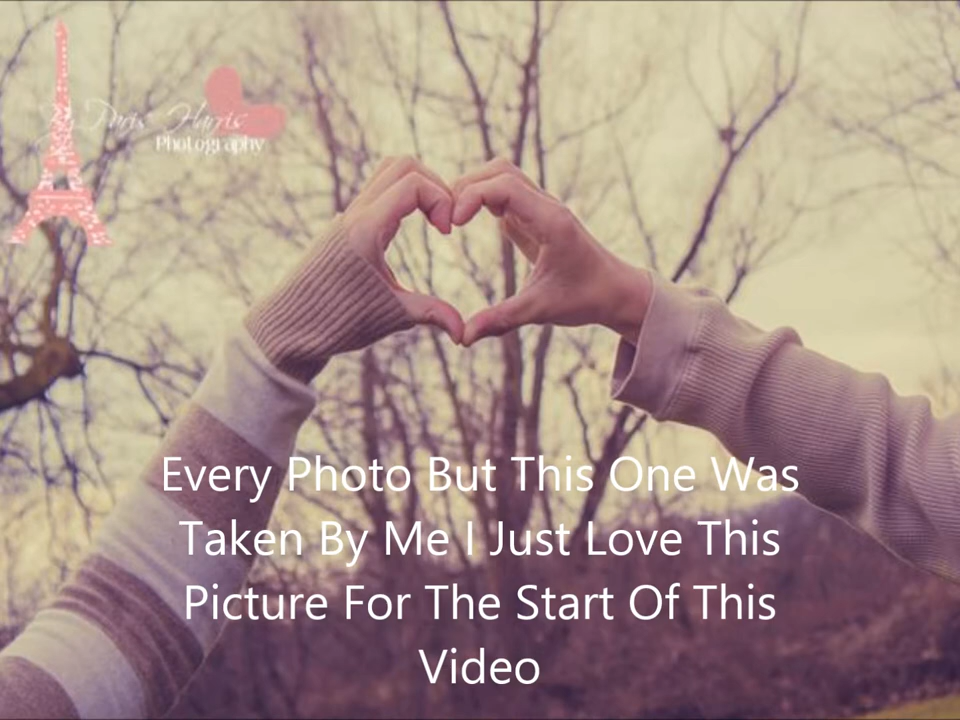 By Paris Harris
Photography
Every Photo But This One Was
Taken By Me I Just Love This
Picture For The Start Of This
Video